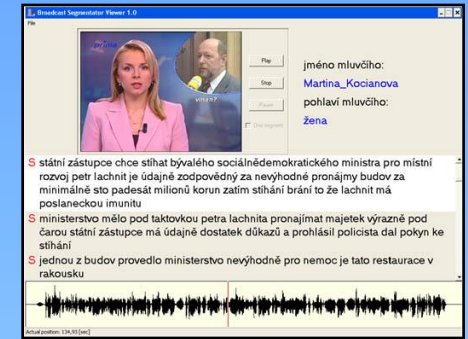 Broadcast Segmentator Viewer 1.0
File
prima
Play
Stop
Pause
jméno mluvčího:
Martina_Kocianova
pohlaví mluvčího:
žena
S státní zástupce chce stíhat bývalého sociálnědemokratického ministra pro místní
rozvoj petr lachnit je údajně zodpovědný za nevýhodné pronájmy budov za
minimálně sto padesát milionů korun zatím stíhání brání to že lachnit má
poslaneckou imunitu
S ministerstvo mělo pod taktovkou petra lachnita pronajímat majetek výrazně pod
čarou státní zástupce má údajně dostatek důkazů a prohlásil policista dal pokyn ke
stíhání
S jednou z budov provedlo ministerstvo nevýhodně pro nemoc je tato restaurace v
rakousku
Actual position: 134,93 [sec]